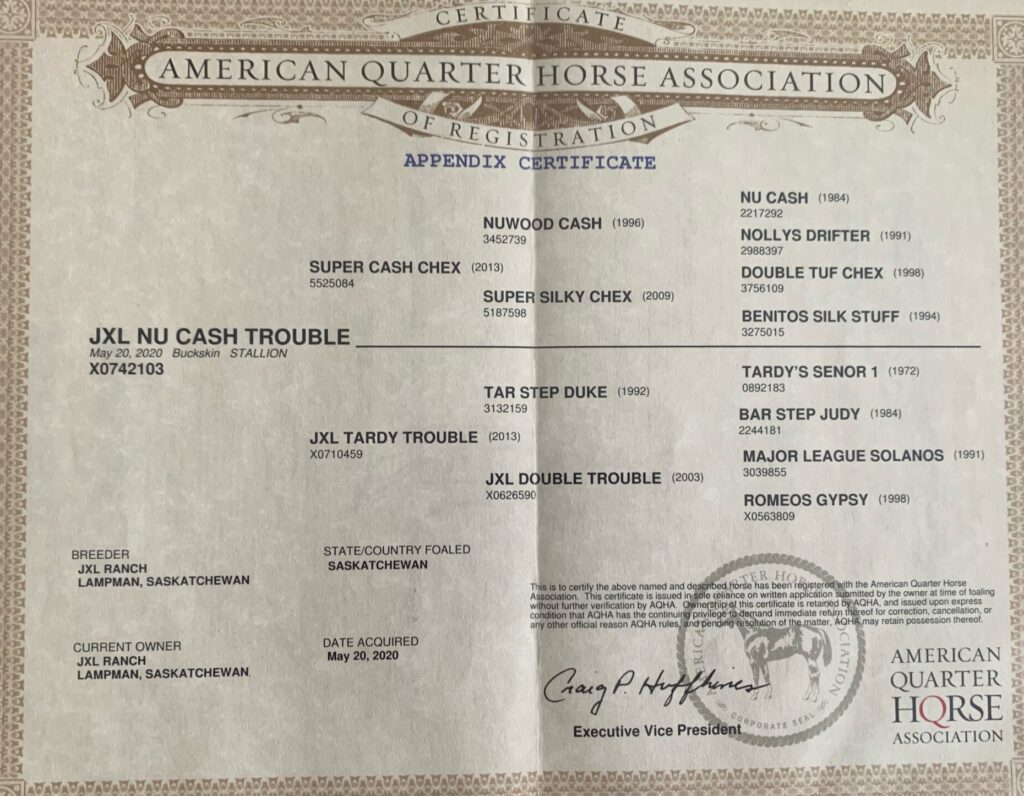 CERTIFICATE
AMERICAN QUARTER HORSE ASSOCIATION
OF REGISTRATION
APPENDIX CERTIFICATE
NU CASH (1984)
2217292
NUWOOD CASH (1996)
3452739
NOLLYS DRIFTER (1991)
2988397
SUPER CASH CHEX (2013)
5525084
DOUBLE TUF CHEX (1998)
3756109
SUPER SILKY CHEX (2009)
5187598
BENITOS SILK STUFF (1994)
3275015
JXL NU CASH TROUBLE
May 20, 2020 Buckskin STALLION
X0742103
TARDY'S SENOR 1 (1972)
0892183
TAR STEP DUKE (1992)
3132159
BAR STEP JUDY (1984)
2244181
JXL TARDY TROUBLE (2013)
X0710459
MAJOR LEAGUE SOLANOS (1991)
3039855
JXL DOUBLE TROUBLE (2003)
X0626590
ROMEOS GYPSY (1998)
X0563809
BREEDER
JXL RANCH
LAMPMAN, SASKATCHEWAN
STATE/COUNTRY FOALED
SASKATCHEWAN
CURRENT OWNER
JXL RANCH
LAMPMAN, SASKATCHEWAN
DATE ACQUIRED
May 20, 2020
This is to certify the above named and described horse has been registered with the American Quarter Horse
Association. This certificate is issued in sole reliance on written application submitted by the owner at time of foaling
without further verification by AQHA. Ownership of this certificate is retained by AQHA, and issued upon express
condition that AQHA has the continuing privilege to demand immediate return thereof for correction, cancellation, or
any other official reason AQHA rules, and pending resolution of the matter, AQHA may retain possession thereof.
Craig P. Huffhines
Executive Vice President
AMERICAN QUARTER HORSE ASSOCIATION
CORPORATE SEAL
AMERICAN
QUARTER
HORSE
ASSOCIATION